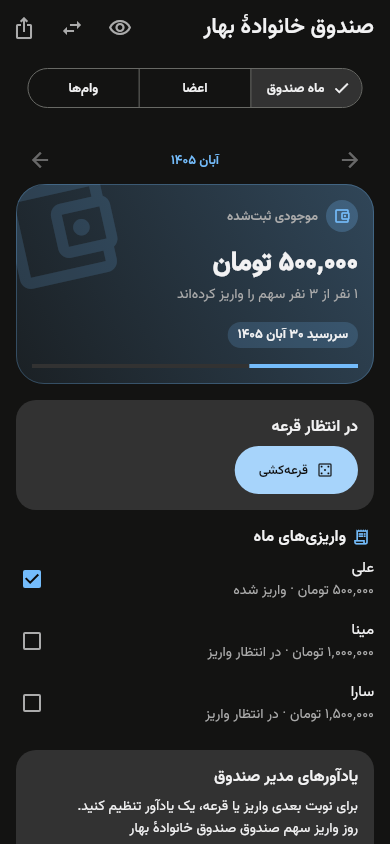 صندوق خانوادهٔ بهار
ماه صندوق
اعضا
وام‌ها
آبان ۱۴۰۵
موجودی ثبت‌شده
۵۰۰,۰۰۰ تومان
۱ نفر از ۳ نفر سهم را واریز کرده‌اند
سررسید ۳۰ آبان ۱۴۰۵
در انتظار قرعه
قرعه‌کشی
واریزی‌های ماه
علی
۵۰۰,۰۰۰ تومان · واریز شده
مینا
۱,۰۰۰,۰۰۰ تومان · در انتظار واریز
سارا
۱,۵۰۰,۰۰۰ تومان · در انتظار واریز
یادآورهای مدیر صندوق
برای نوبت بعدی واریز یا قرعه، یک یادآور تنظیم کنید.
روز واریز سهم صندوق صندوق خانوادهٔ بهار